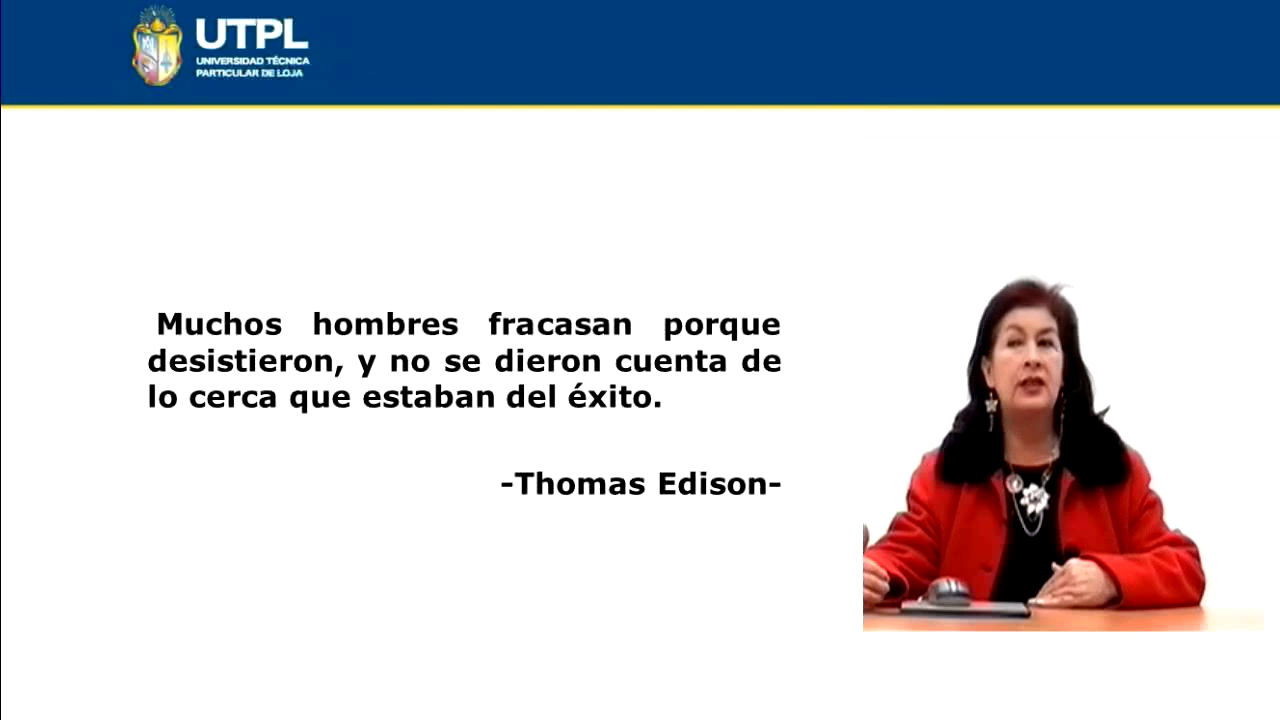 UTPL
UNIVERSIDAD TÉCNICA
PARTICULAR DE LOJA
Muchos hombres fracasan porque
desistieron, y no se dieron cuenta de
lo cerca que estaban del éxito.
-Thomas Edison-